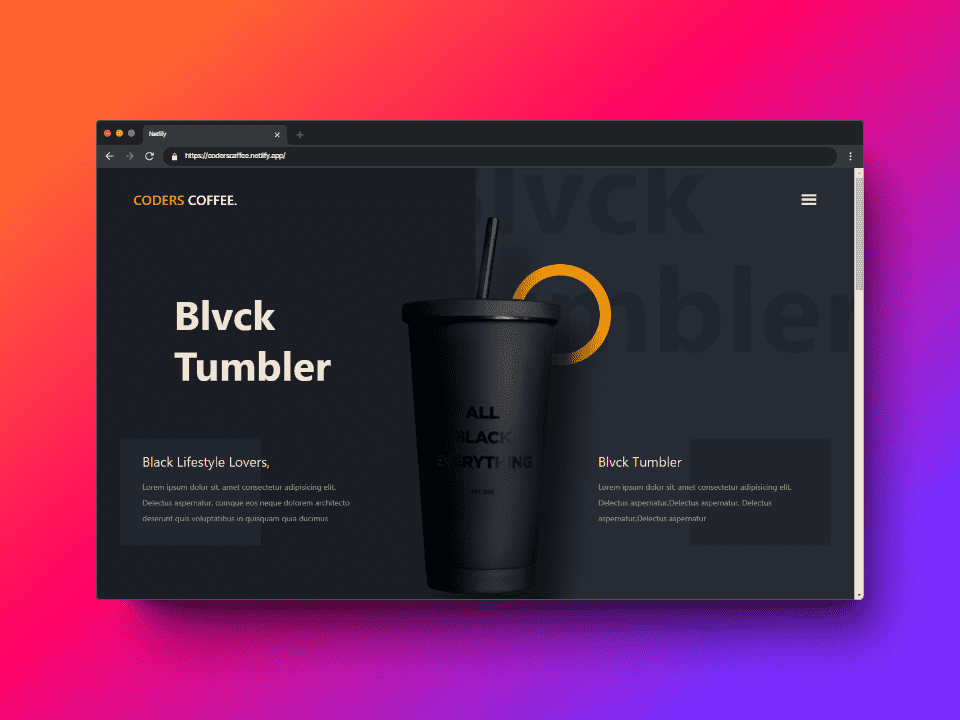 Netlify
https://coderscaffee.netlify.app/
CODERS COFFEE.
Blvck
Tumbler
Blvck
Tumbler
ALL
BLACK
EVERYTHING
Black Lifestyle Lovers,
Lorem ipsum dolor sit, amet consectetur adipisicing elit.
Delectus aspernatur, cumque eos neque dolorem architecto
deserunt quis voluptatibus in quisquam quia ducimus
Blvck Tumbler
Lorem ipsum dolor sit, amet consectetur adipisicing elit.
Delectus aspernatur,Delectus aspernatur, Delectus
aspernatur,Delectus aspernatur